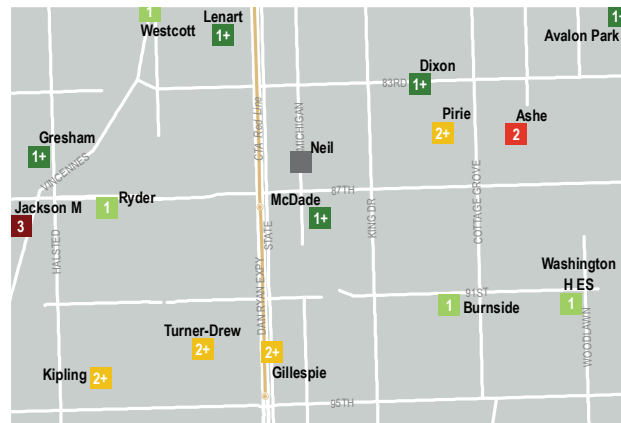 1
Westcott
Lenart
1+
1+
Avalon Park
Dixon
83RD
1+
Pirie
2+
Ashe
2
CTA Red Line
MICHIGAN
Neil
Gresham
1+
VINCENNES
87TH
Jackson M
3
Ryder
1
McDade
1+
STATE
KING DR
COTTAGE GROVE
HALSTED
DAN RYAN EXPY
Washington
H ES
1
91ST
1
Burnside
WOODLAWN
Turner-Drew
2+
2+
Gillespie
Kipling
2+
95TH